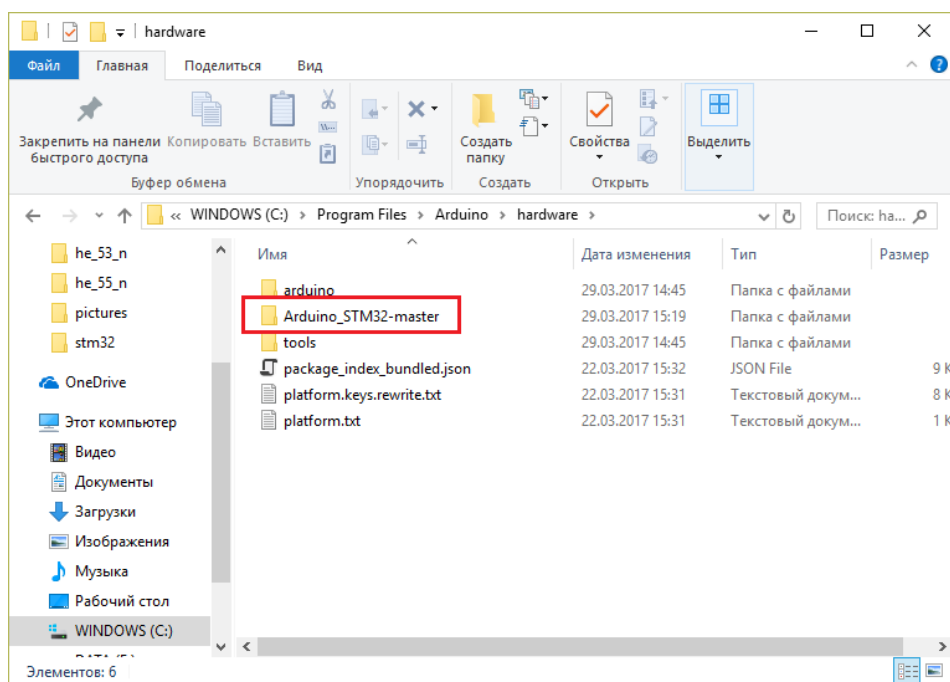 hardware
Файл Главная Поделиться Вид
Закрепить на панели быстрого доступа
Копировать
Вставить
Создать папку
Свойства
Выделить
Буфер обмена Упорядочить Создать Открыть
« WINDOWS (C:) › Program Files › Arduino › hardware ›
Поиск: ha...
Имя Дата изменения Тип Размер
arduino 29.03.2017 14:45 Папка с файлами
Arduino_STM32-master 29.03.2017 15:19 Папка с файлами
tools 29.03.2017 14:45 Папка с файлами
package_index_bundled.json 22.03.2017 15:32 JSON File 9 К
platform.keys.rewrite.txt 22.03.2017 15:31 Текстовый докум... 8 К
platform.txt 22.03.2017 15:31 Текстовый докум... 1 К
he_53_n
he_55_n
pictures
stm32
OneDrive
Этот компьютер
Видео
Документы
Загрузки
Изображения
Музыка
Рабочий стол
WINDOWS (C:)
Элементов: 6